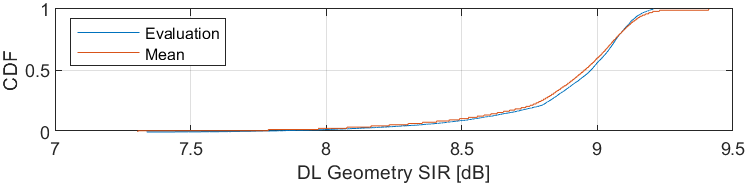 1
0.5
0
CDF
Evaluation
Mean
7 7.5 8 8.5 9 9.5
DL Geometry SIR [dB]